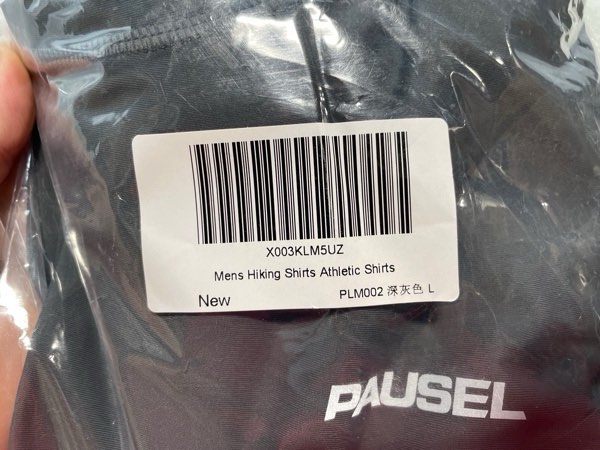 X003KLM5UZ
Mens Hiking Shirts Athletic Shirts
New
PLM002 深灰色 L
PAUSEL